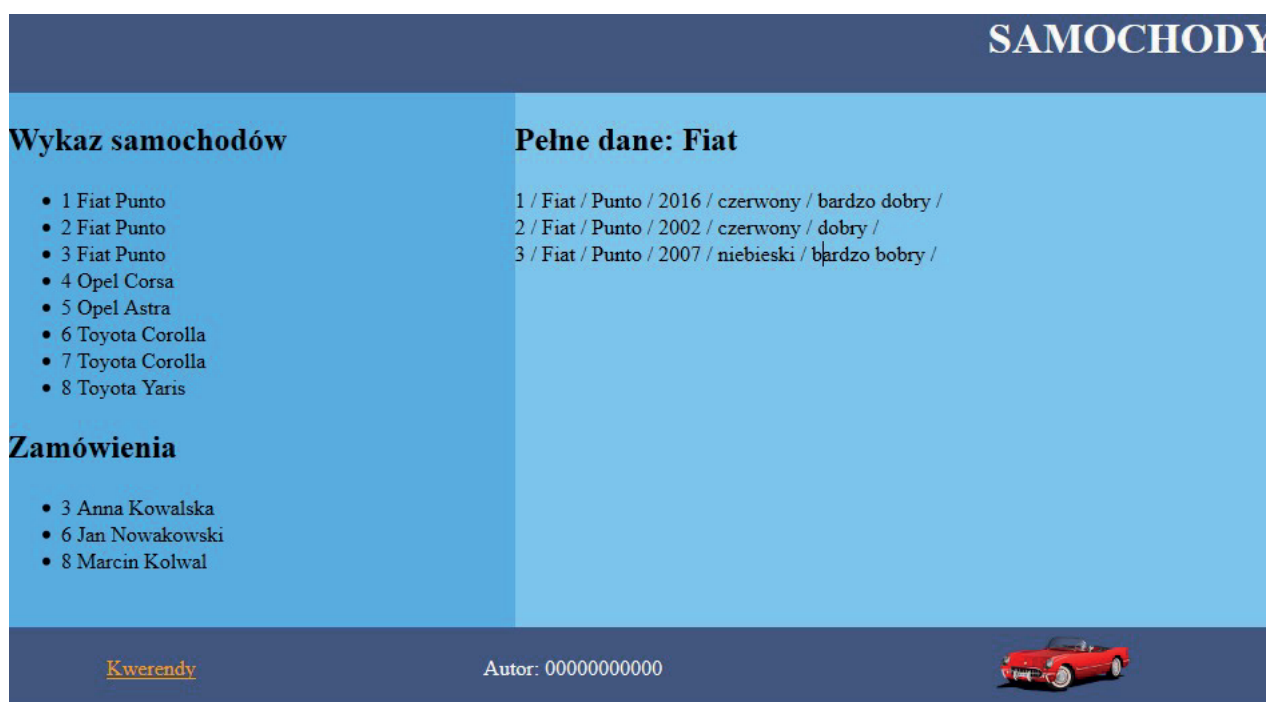 SAMOCHODY
Wykaz samochodów
• 1 Fiat Punto
• 2 Fiat Punto
• 3 Fiat Punto
• 4 Opel Corsa
• 5 Opel Astra
• 6 Toyota Corolla
• 7 Toyota Corolla
• 8 Toyota Yaris
Zamówienia
• 3 Anna Kowalska
• 6 Jan Nowakowski
• 8 Marcin Kolwal
Pełne dane: Fiat
1 / Fiat / Punto / 2016 / czerwony / bardzo dobry /
2 / Fiat / Punto / 2002 / czerwony / dobry /
3 / Fiat / Punto / 2007 / niebieski / bardzo bobry /
Kwerendy
Autor: 00000000000